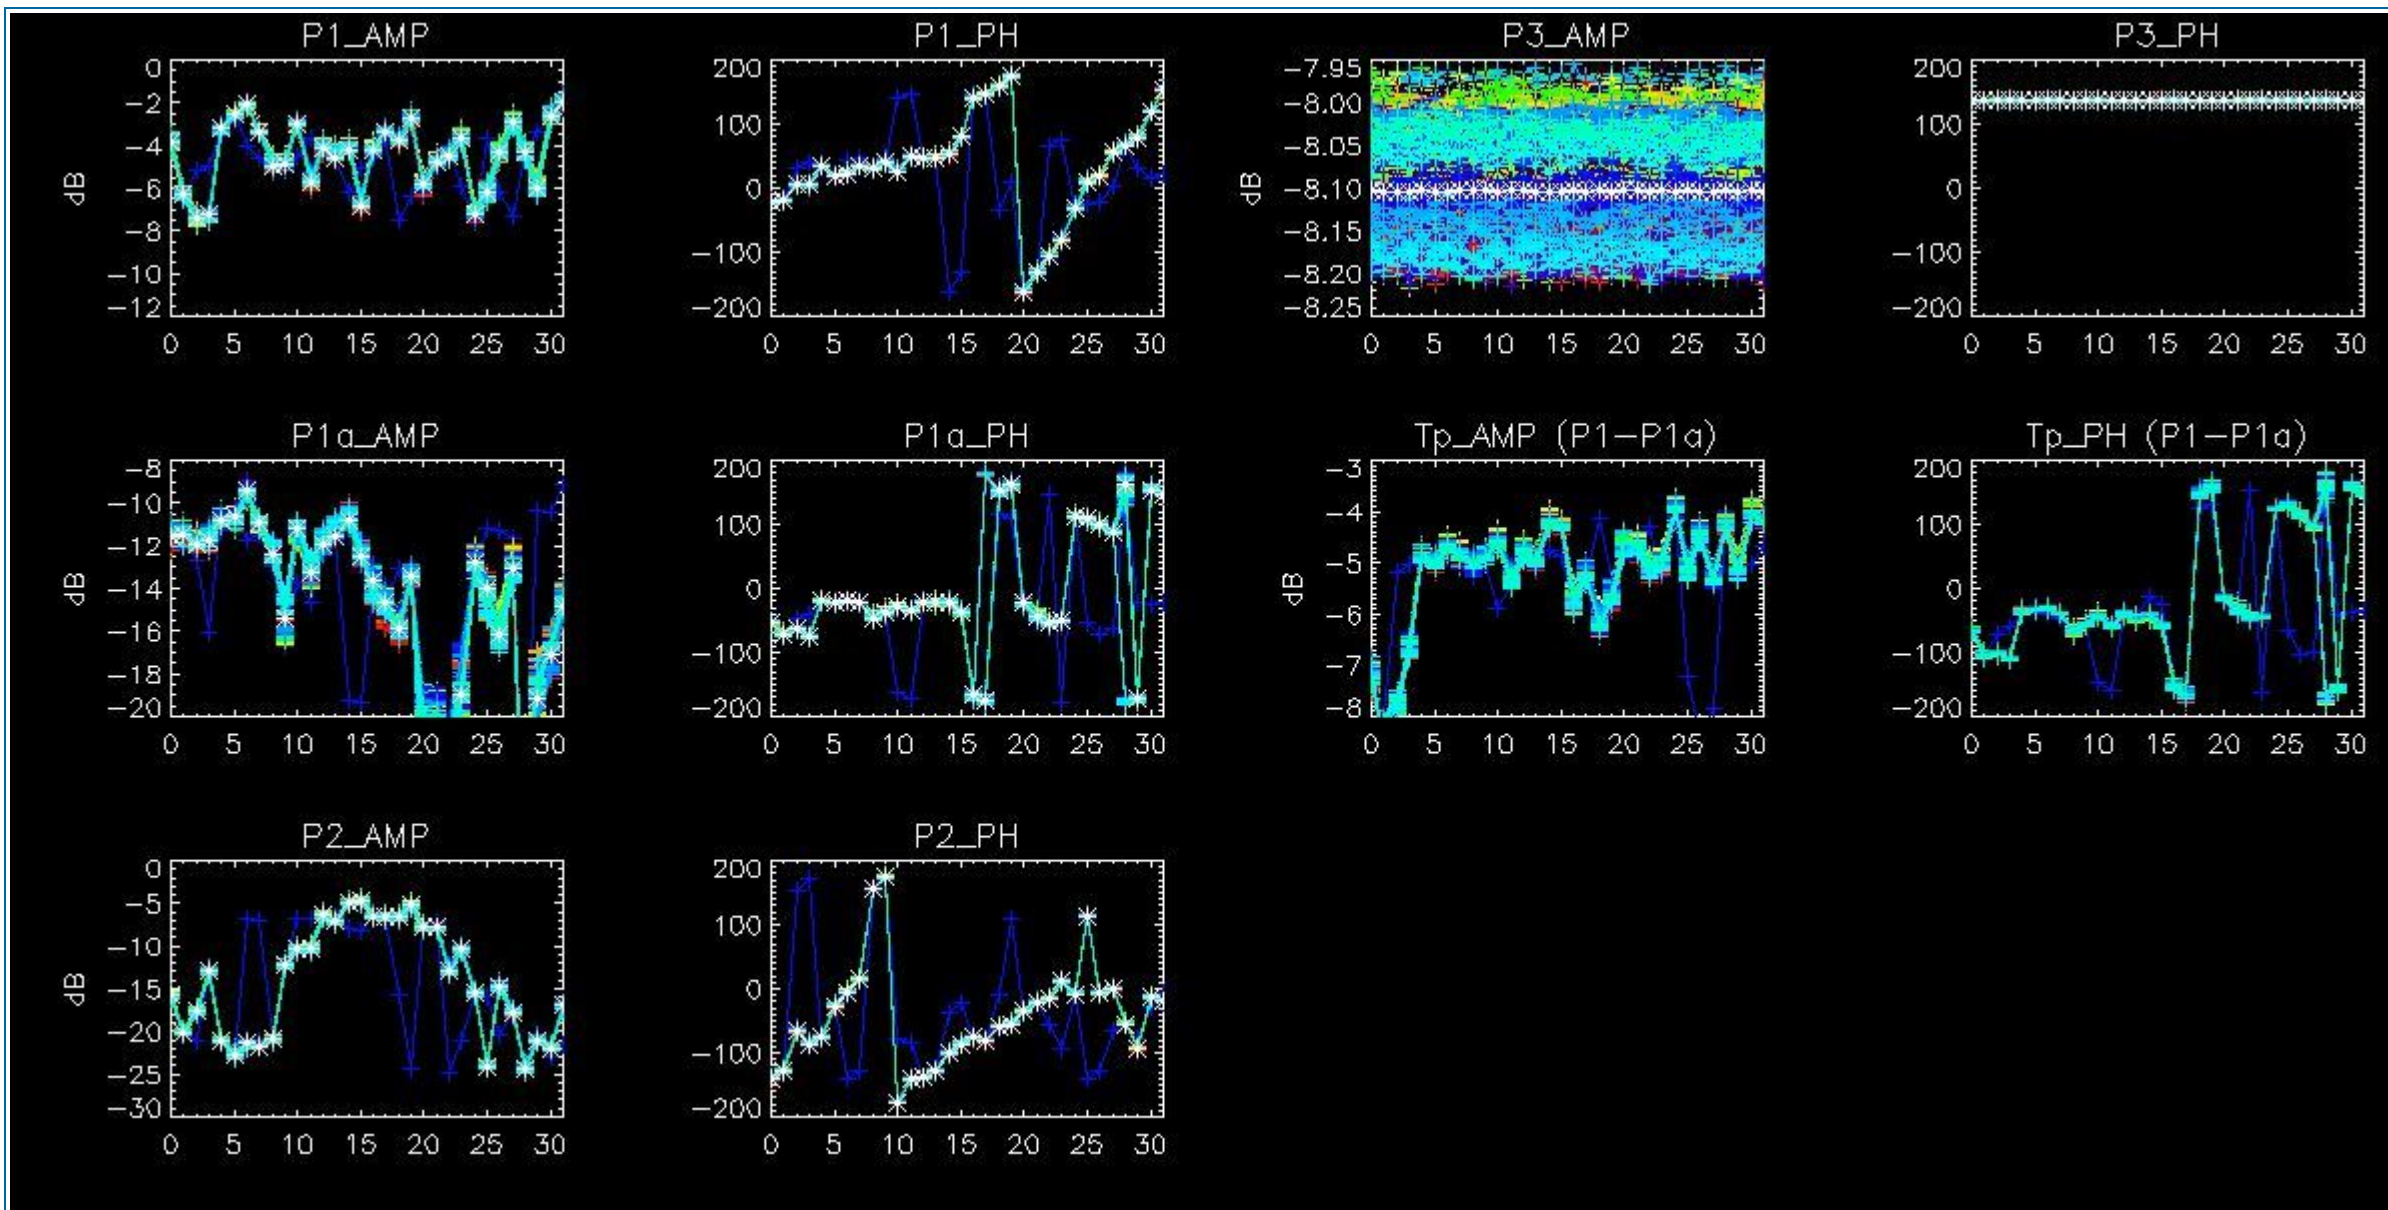 P1_AMP
0
−2
−4
−6
−8
−10
−12
dB
0 5 10 15 20 25 30
P1_PH
200
100
0
−100
−200
0 5 10 15 20 25 30
P3_AMP
−7.95
−8.00
−8.05
−8.10
−8.15
−8.20
−8.25
dB
0 5 10 15 20 25 30
P3_PH
200
100
0
−100
−200
0 5 10 15 20 25 30
P1a_AMP
−8
−10
−12
−14
−16
−18
−20
dB
0 5 10 15 20 25 30
P1a_PH
200
100
0
−100
−200
0 5 10 15 20 25 30
Tp_AMP (P1−P1a)
−3
−4
−5
−6
−7
−8
dB
0 5 10 15 20 25 30
Tp_PH (P1−P1a)
200
100
0
−100
−200
0 5 10 15 20 25 30
P2_AMP
0
−5
−10
−15
−20
−25
−30
dB
0 5 10 15 20 25 30
P2_PH
200
100
0
−100
−200
0 5 10 15 20 25 30